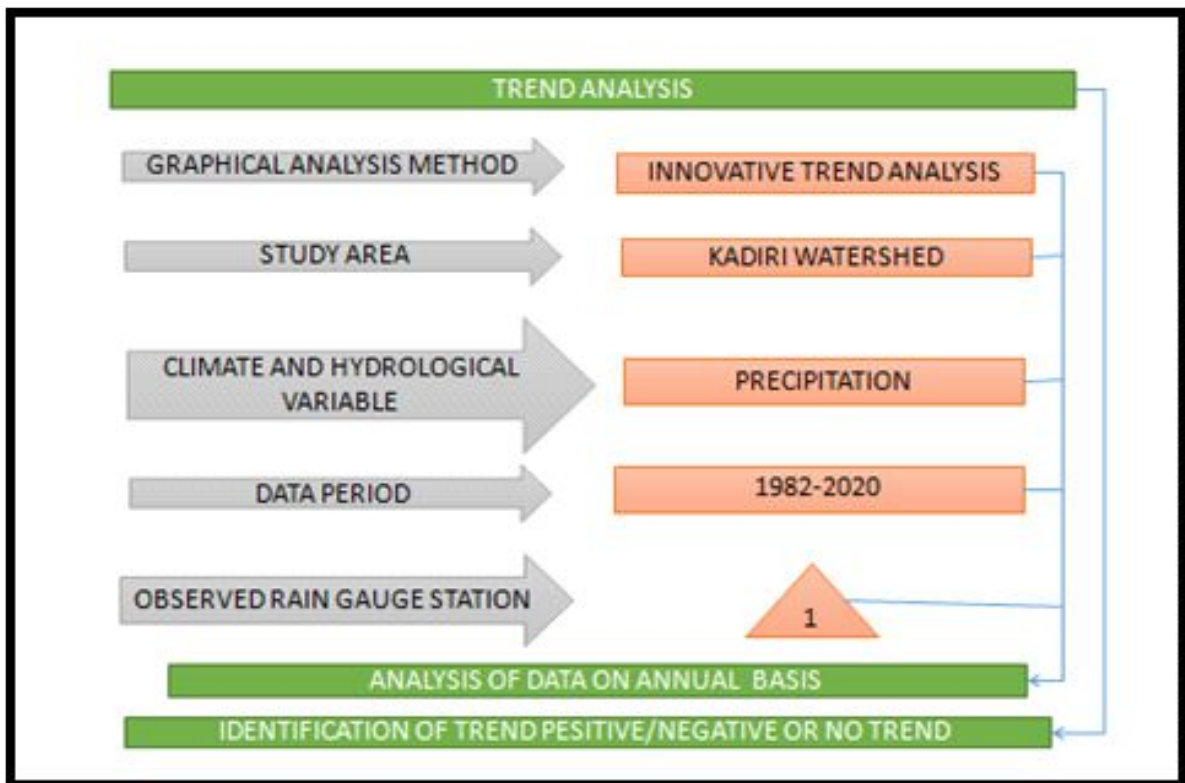 TREND ANALYSIS
GRAPHICAL ANALYSIS METHOD
INNOVATIVE TREND ANALYSIS
STUDY AREA
KADIRI WATERSHED
CLIMATE AND HYDROLOGICAL
VARIABLE
PRECIPITATION
DATA PERIOD
1982-2020
OBSERVED RAIN GAUGE STATION
1
ANALYSIS OF DATA ON ANNUAL BASIS
IDENTIFICATION OF TREND PESITIVE/NEGATIVE OR NO TREND